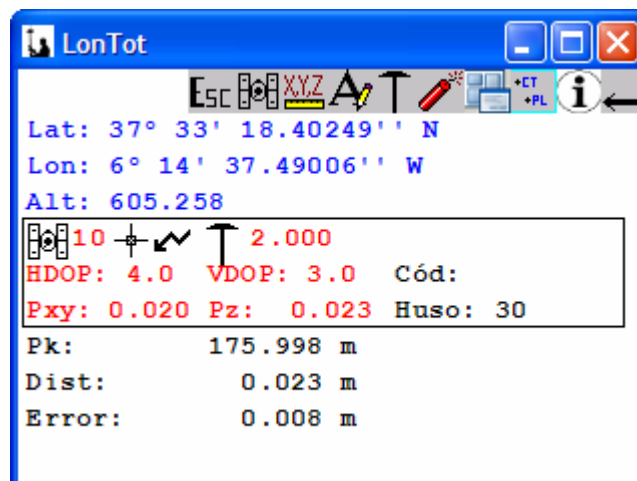 LonTot
Esc XYZ A +CT +PL i
Lat: 37° 33' 18.40249'' N
Lon: 6° 14' 37.49006'' W
Alt: 605.258
10 2.000
HDOP: 4.0 VDOP: 3.0 Cód:
Pxy: 0.020 Pz: 0.023 Huso: 30
Pk: 175.998 m
Dist: 0.023 m
Error: 0.008 m